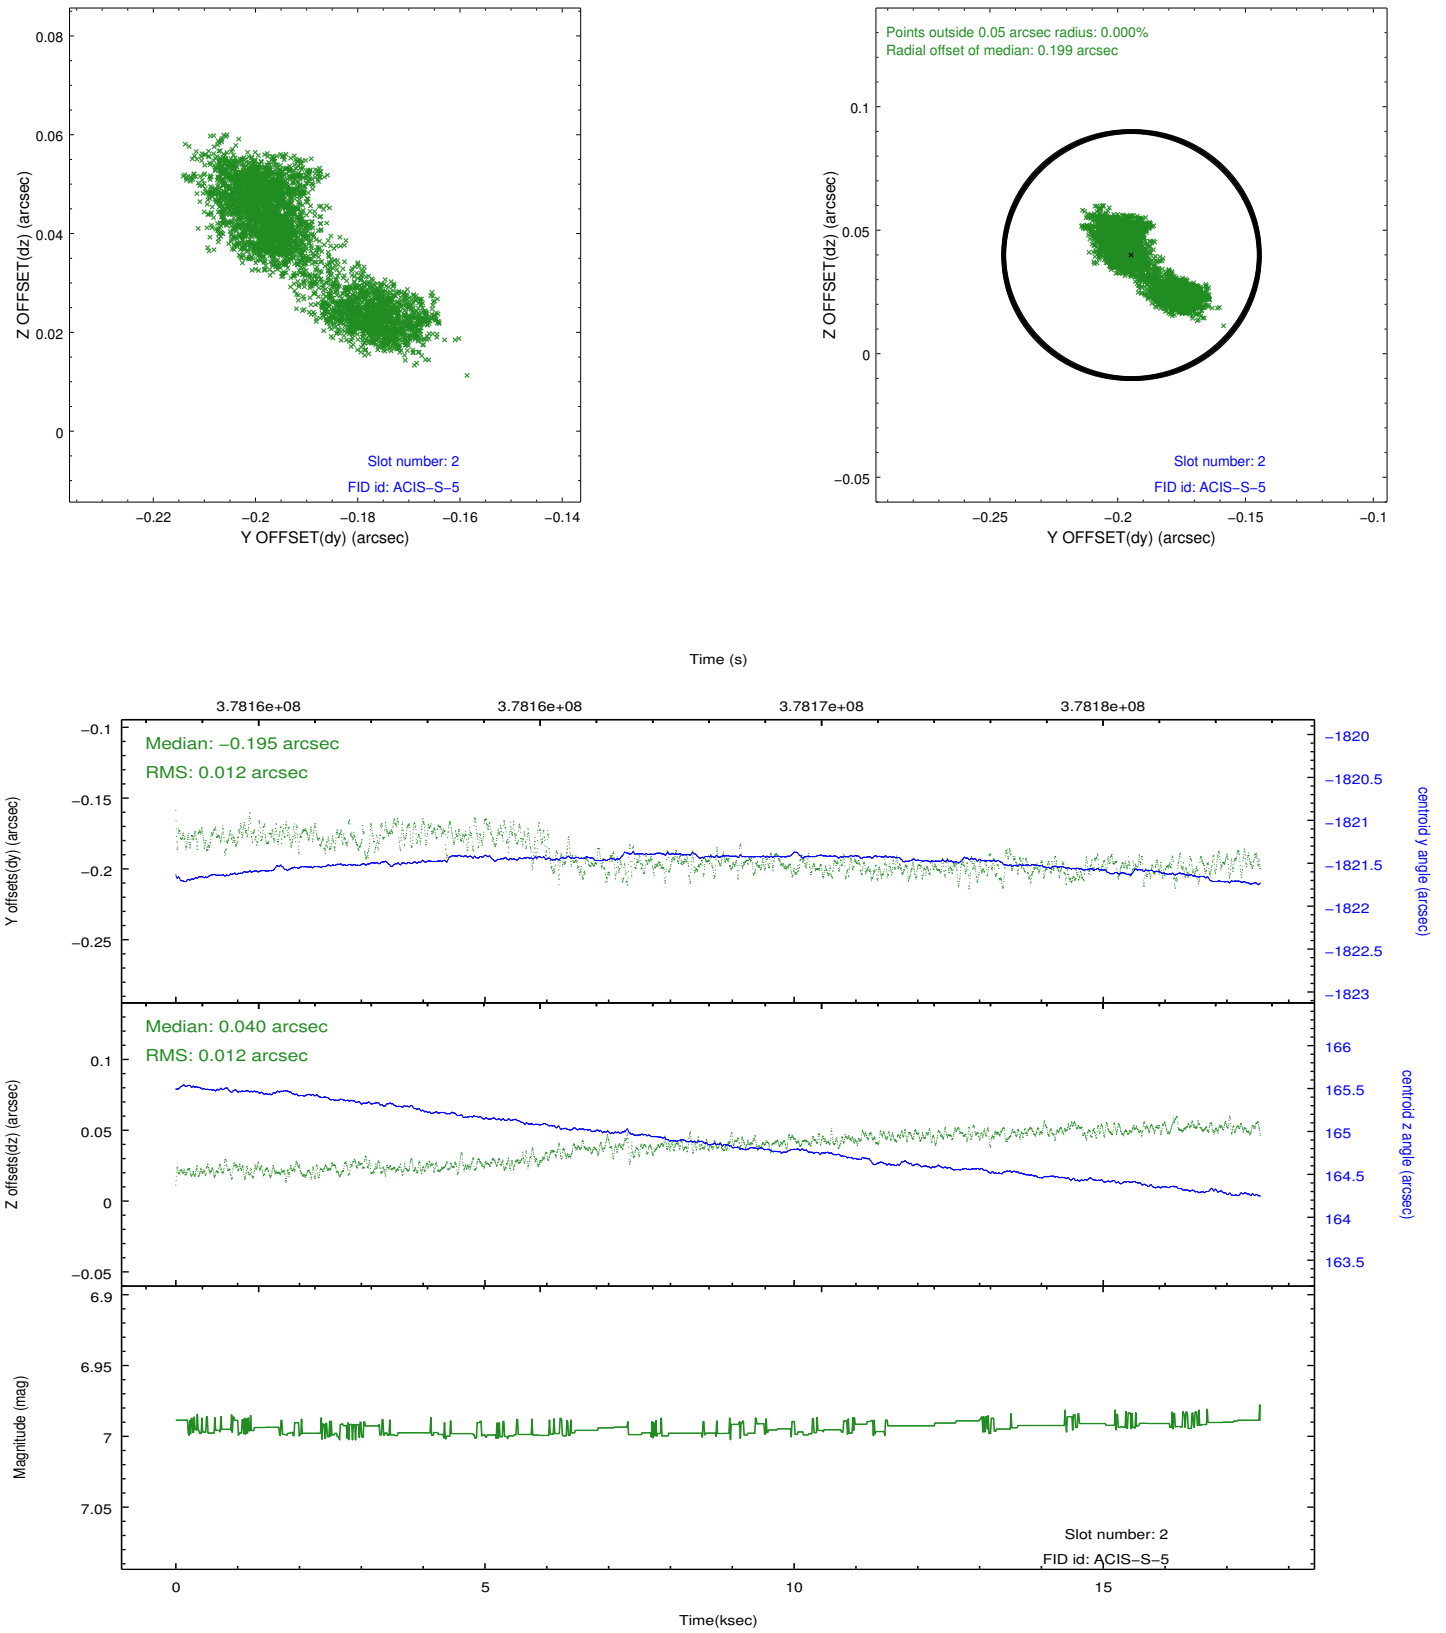 0.08
0.06
0.04
0.02
0
Z OFFSET(dz) (arcsec)
Slot number: 2
FID id: ACIS−S−5
−0.22
−0.2
−0.18
−0.16
−0.14
Y OFFSET(dy) (arcsec)
Points outside 0.05 arcsec radius: 0.000%
Radial offset of median: 0.199 arcsec
0.1
0.05
0
−0.05
Z OFFSET(dz) (arcsec)
Slot number: 2
FID id: ACIS−S−5
−0.25
−0.2
−0.15
−0.1
Y OFFSET(dy) (arcsec)
Time (s)
3.7816e+08
3.7816e+08
3.7817e+08
3.7818e+08
Median: −0.195 arcsec
RMS: 0.012 arcsec
−0.1
−0.15
−0.2
−0.25
Y offsets(dy) (arcsec)
−1820
−1820.5
−1821
−1821.5
−1822
−1822.5
−1823
centroid y angle (arcsec)
Median: 0.040 arcsec
RMS: 0.012 arcsec
0.1
0.05
0
−0.05
Z offsets(dz) (arcsec)
166
165.5
165
164.5
164
163.5
centroid z angle (arcsec)
6.9
6.95
7
7.05
Magnitude (mag)
Slot number: 2
FID id: ACIS−S−5
0
5
10
15
Time(ksec)